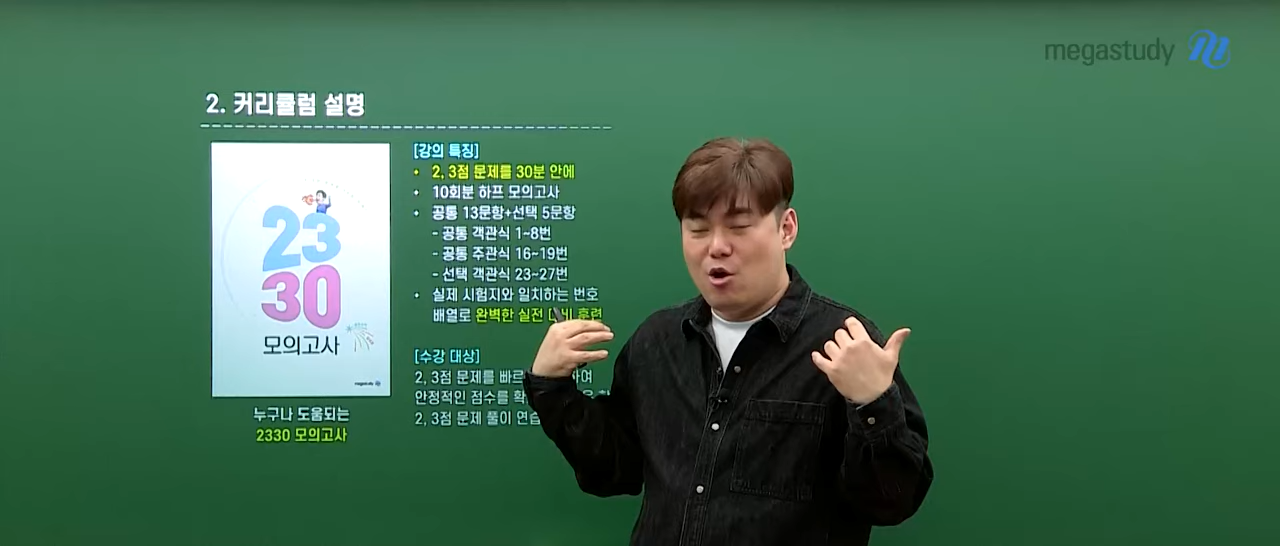 megastudy
2. 커리큘럼 설명
23
30
모의고사
megastudy
누구나 도움되는
2330 모의고사
[강의 특징]
• 2, 3점 문제를 30분 안에
• 10회분 하프 모의고사
• 공통 13문항+선택 5문항
- 공통 객관식 1~8번
- 공통 주관식 16~19번
- 선택 객관식 23~27번
• 실제 시험지와 일치하는 번호
배열로 완벽한 실전 훈련
[수강 대상]
2, 3점 문제를
안정적인 점수를
2, 3점 문제 풀이